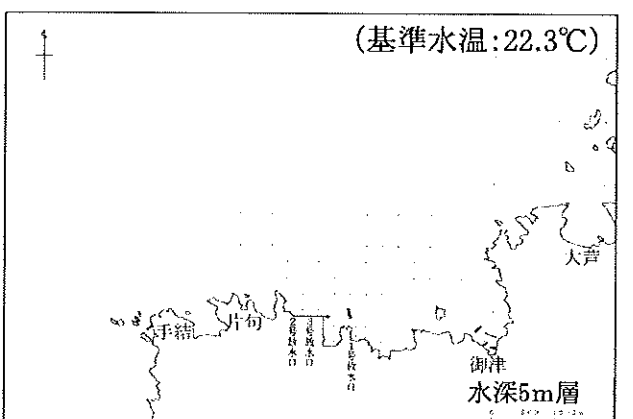 (基準水温:22.3℃)
大芦
手結
片句
御津
水深5m層